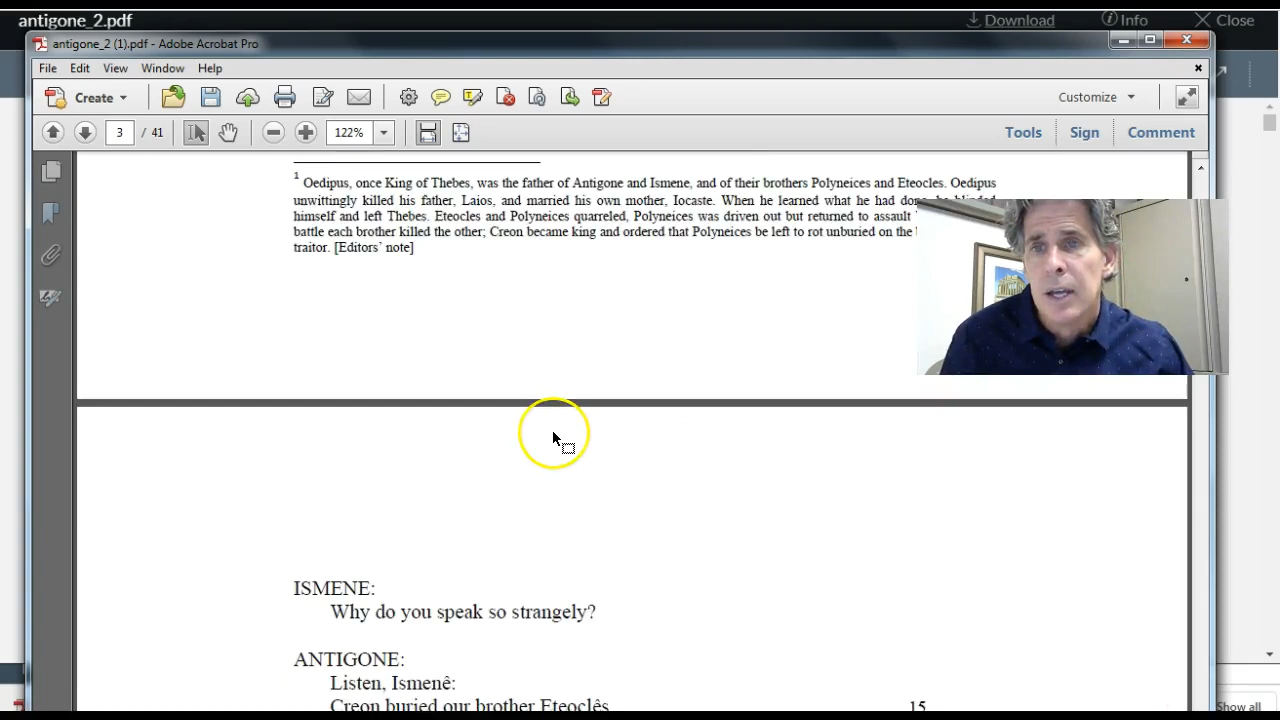 antigone_2.pdf
Download
Info
Close
antigone_2 (1).pdf - Adobe Acrobat Pro
File Edit View Window Help
Create
Customize
3 / 41
122%
Tools Sign Comment
1 Oedipus, once King of Thebes, was the father of Antigone and Ismene, and of their brothers Polyneices and Eteocles. Oedipus
unwittingly killed his father, Laios, and married his own mother, Iocaste. When he learned what he had done, he blinded
himself and left Thebes. Eteocles and Polyneices quarreled, Polyneices was driven out but returned to assault
battle each brother killed the other; Creon became king and ordered that Polyneices be left to rot unburied on the
traitor. [Editors’ note]
ISMENE:
Why do you speak so strangely?
ANTIGONE:
Listen, Ismenê:
Creon buried our brother Eteoclês 15
Show all